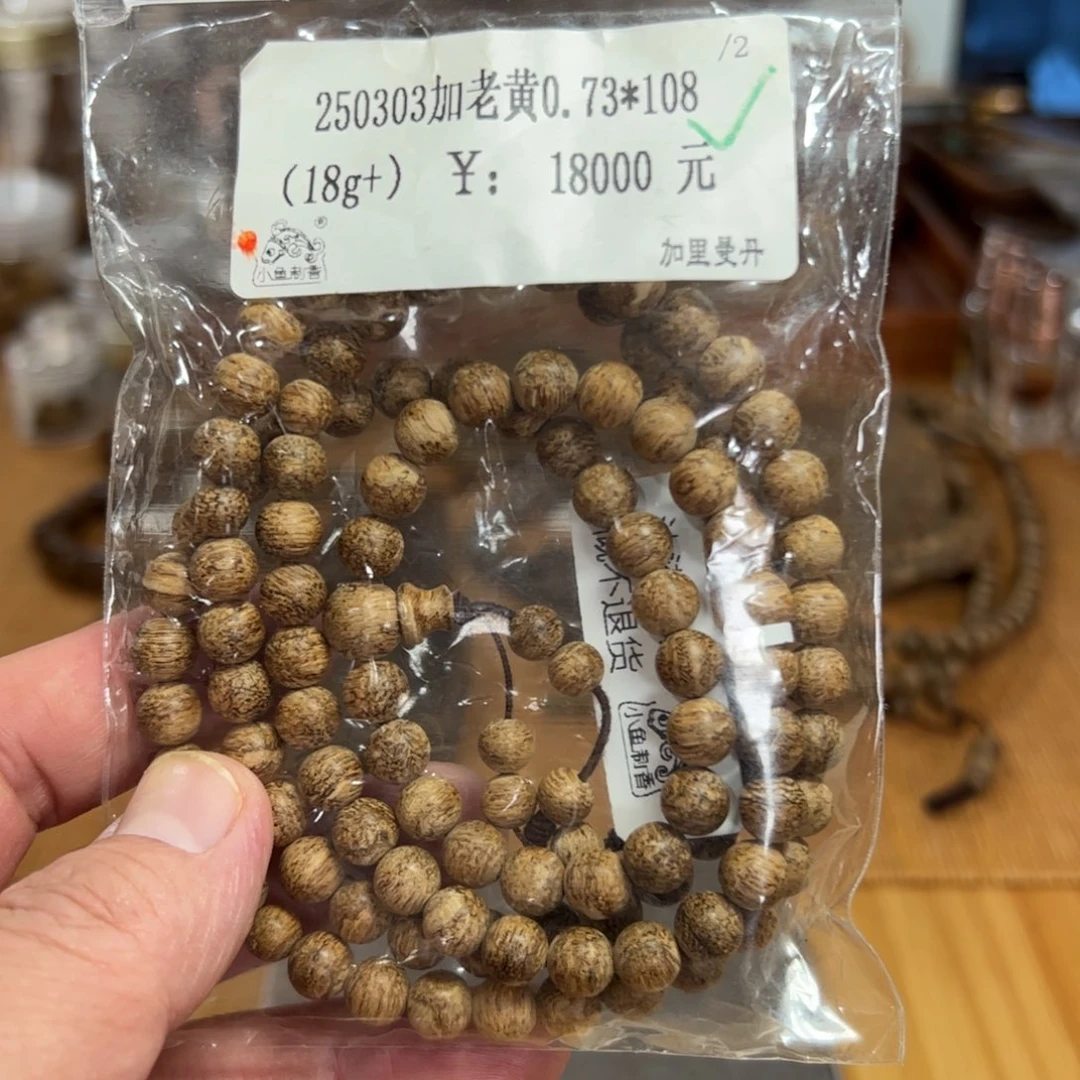 /2
250303加老黄0.73*108
(18g+) ¥: 18000 元
小鱼制香
®
加里曼丹
不退货
小鱼制香